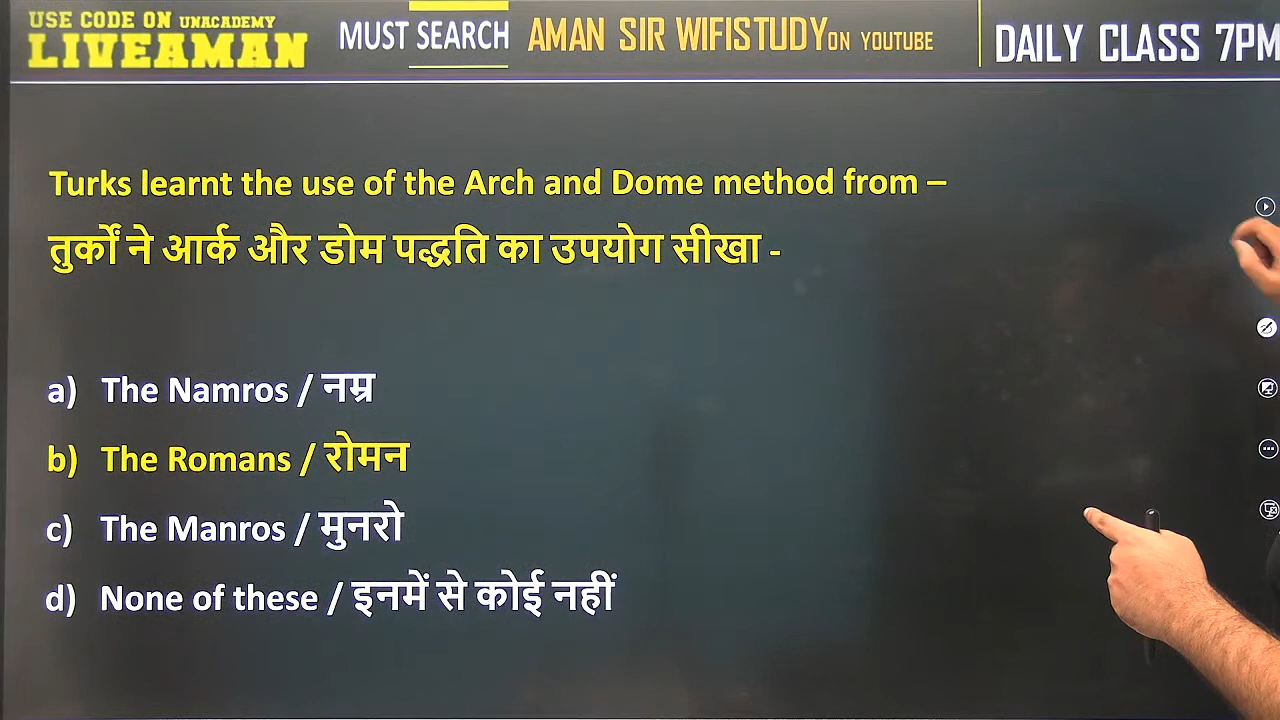 USE CODE ON UNACADEMY
LIVEAMAN
MUST SEARCH AMAN SIR WIFISTUDY ON YOUTUBE
DAILY CLASS 7PM
Turks learnt the use of the Arch and Dome method from –
तुर्कों ने आर्क और डोम पद्धति का उपयोग सीखा -
a) The Namros / नम्र
b) The Romans / रोमन
c) The Manros / मुनरो
d) None of these / इनमें से कोई नहीं